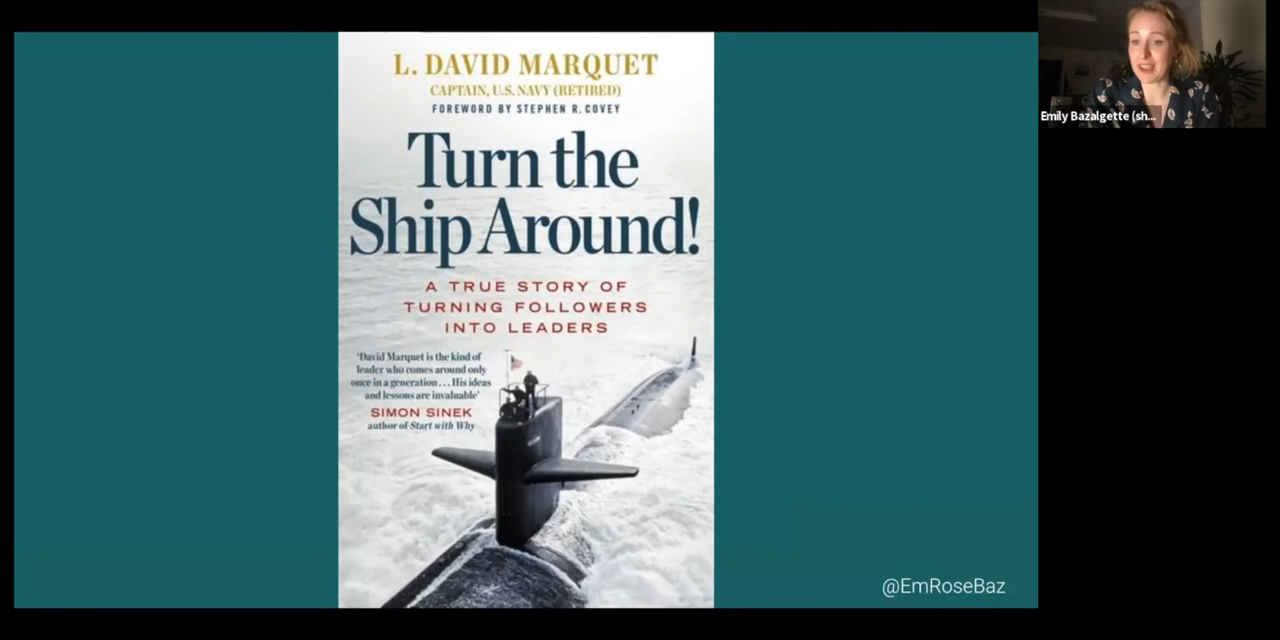 L. DAVID MARQUET
CAPTAIN, U.S. NAVY (RETIRED)
FOREWORD BY STEPHEN R. COVEY
Turn the
Ship Around!
A TRUE STORY OF
TURNING FOLLOWERS
INTO LEADERS
'David Marquet is the kind of
leader who comes around only
once in a generation . . . His ideas
and lessons are invaluable'
SIMON SINEK
author of Start with Why
@EmRoseBaz
Emily Bazalgette (sh...